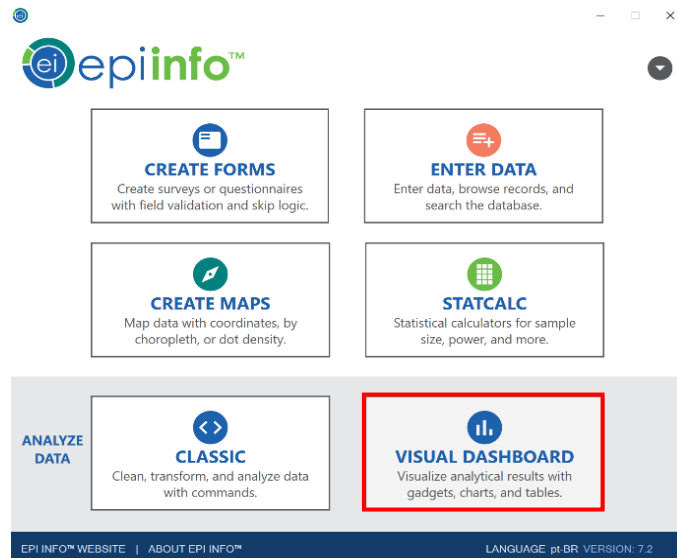 ei epiinfo™
CREATE FORMS
Create surveys or questionnaires
with field validation and skip logic.
ENTER DATA
Enter data, browse records, and
search the database.
CREATE MAPS
Map data with coordinates, by
choropleth, or dot density.
STATCALC
Statistical calculators for sample
size, power, and more.
ANALYZE
DATA
CLASSIC
Clean, transform, and analyze data
with commands.
VISUAL DASHBOARD
Visualize analytical results with
gadgets, charts, and tables.
EPI INFO™ WEBSITE | ABOUT EPI INFO™
LANGUAGE pt-BR VERSION: 7.2